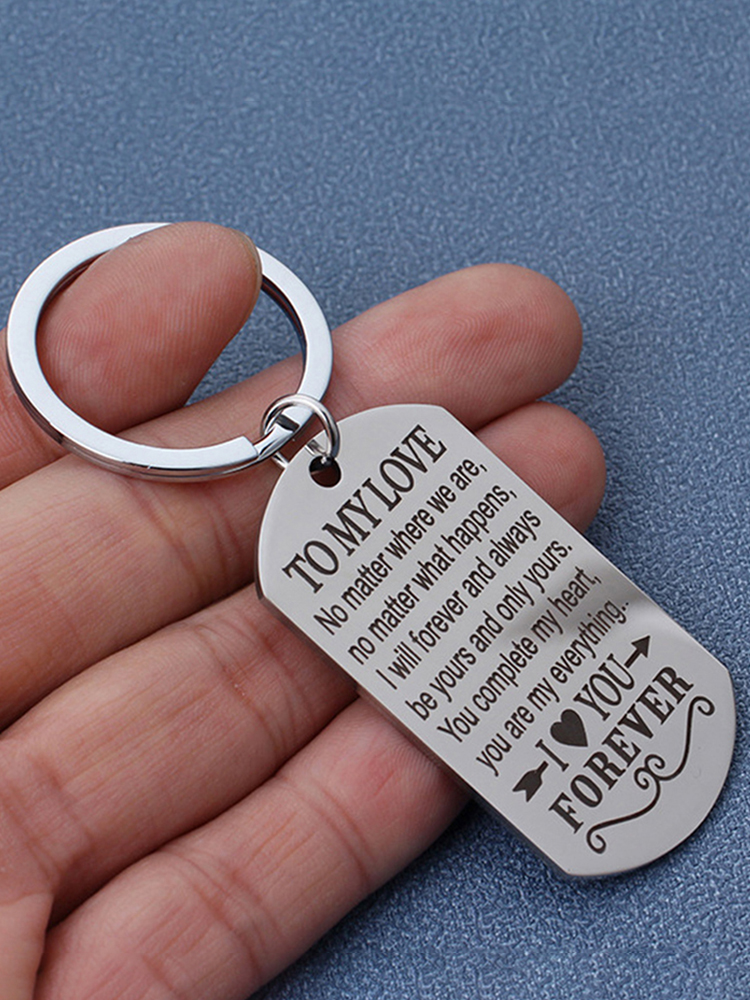 TO MY LOVE
No matter where we are,
no matter what happens,
I will forever and always
be yours and only yours.
You complete my heart,
you are my everything..
I ♥ YOU
FOREVER